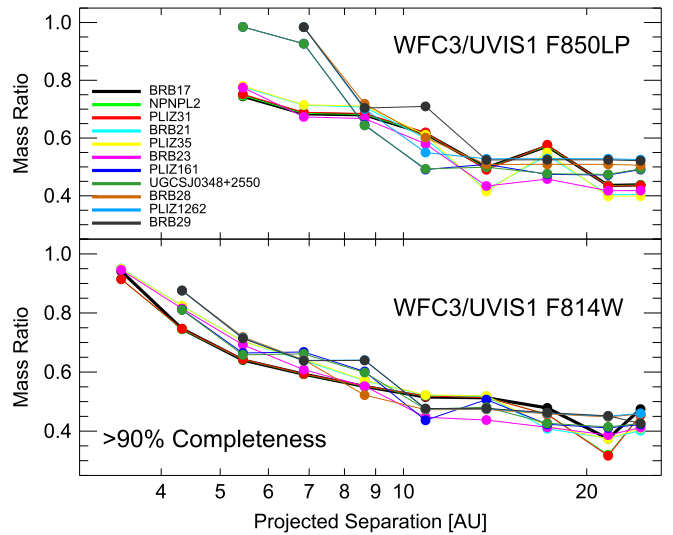 WFC3/UVIS1 F850LP
1.0
0.8
0.6
0.4
Mass Ratio
BRB17
NPNPL2
PLIZ31
BRB21
PLIZ35
BRB23
PLIZ161
UGCSJ0348+2550
BRB28
PLIZ1262
BRB29
WFC3/UVIS1 F814W
1.0
0.8
0.6
0.4
Mass Ratio
>90% Completeness
4 5 6 7 8 9 10 20
Projected Separation [AU]